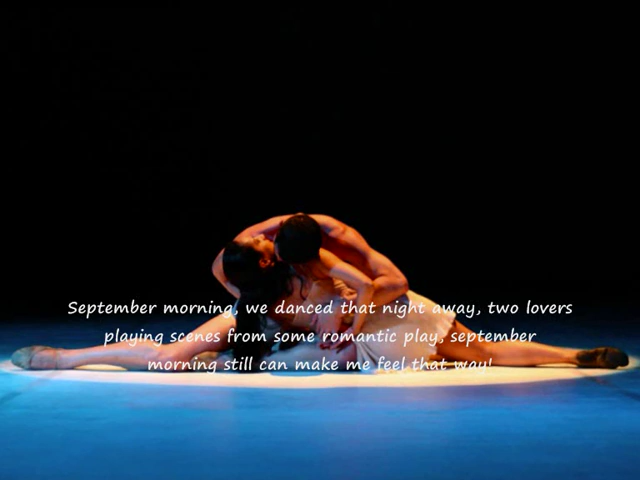 September morning, we danced that night away, two lovers
playing scenes from some romantic play, september
morning still can make me feel that way!